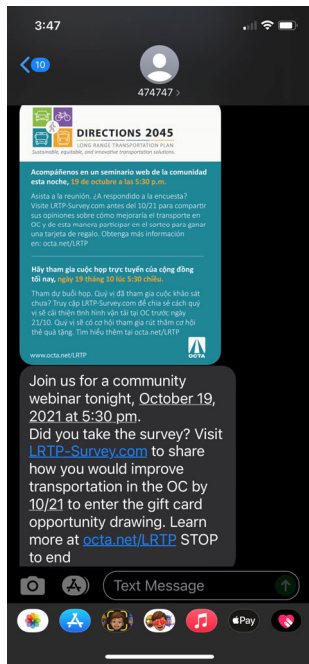 3:47
10
474747 >
DIRECTIONS 2045
LONG RANGE TRANSPORTATION PLAN
Sustainable, equitable, and innovative transportation solutions.
Acompáñenos en un seminario web de la comunidad
esta noche, 19 de octubre a las 5:30 p.m.
Asista a la reunión. ¿A respondido a la encuesta?
Visite LRTP-Survey.com antes del 10/21 para compartir
sus opiniones sobre cómo mejoraría el transporte en
OC y de esta manera participar en el sorteo para ganar
una tarjeta de regalo. Obtenga más información
en: octa.net/LRTP
Hãy tham gia cuộc họp trực tuyến của cộng đồng
tối nay, ngày 19 tháng 10 lúc 5:30 chiều.
Tham dự buổi họp. Quý vị đã tham gia cuộc khảo sát
chưa? Truy cập LRTP-Survey.com để chia sẻ cách quý
vị sẽ cải thiện tình hình vận tải tại OC trước ngày
21/10. Quý vị sẽ có cơ hội tham gia rút thăm cơ hội
thẻ quà tặng. Tìm hiểu thêm tại octa.net/LRTP
www.octa.net/LRTP
OCTA
Join us for a community
webinar tonight, October 19,
2021 at 5:30 pm.
Did you take the survey? Visit
LRTP-Survey.com to share
how you would improve
transportation in the OC by
10/21 to enter the gift card
opportunity drawing. Learn
more at octa.net/LRTP STOP
to end
Text Message
Pay